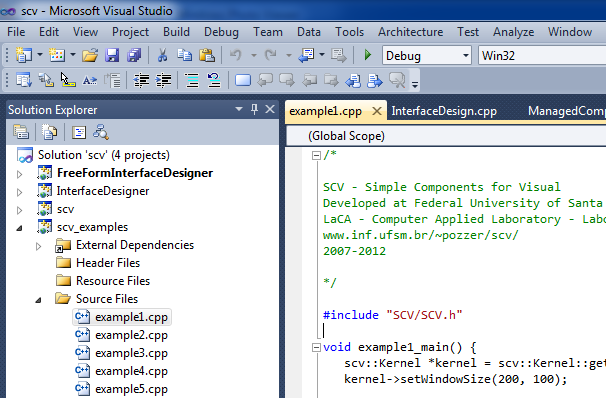 scv - Microsoft Visual Studio
File Edit View Project Build Debug Team Data Tools Test Analyze Window
Debug Win32
Solution Explorer
example1.cpp InterfaceDesign.cpp ManagedComp
(Global Scope)
Solution 'scv' (4 projects)
FreeFormInterfaceDesigner
InterfaceDesigner
scv
scv_examples
External Dependencies
Header Files
Resource Files
Source Files
example1.cpp
example2.cpp
example3.cpp
example4.cpp
example5.cpp
/*
SCV - Simple Components for Visual
Developed at Federal University of Santa
LaCA - Computer Applied Laboratory - Labo
www.inf.ufsm.br/~pozzer/scv/
2007-2012
*/
#include "SCV/SCV.h"
void example1_main() {
scv::Kernel *kernel = scv::Kernel::get
kernel->setWindowSize(200, 100);